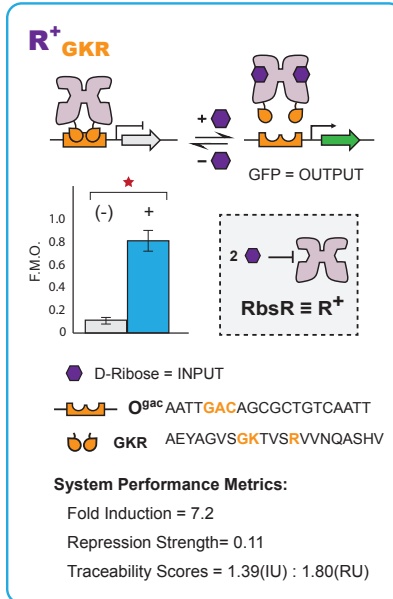 R⁺GKR
+
−
GFP = OUTPUT
(-) +
F.M.O.
1.0
0.8
0.6
0.4
0.2
0
2
RbsR ≡ R⁺
D-Ribose = INPUT
Oᵍᵃᶜ AATTGACAGCGCTGTCAATT
GKR AEYAGVSGKTVSRVVNQASHV
System Performance Metrics:
Fold Induction = 7.2
Repression Strength= 0.11
Traceability Scores = 1.39(IU) : 1.80(RU)